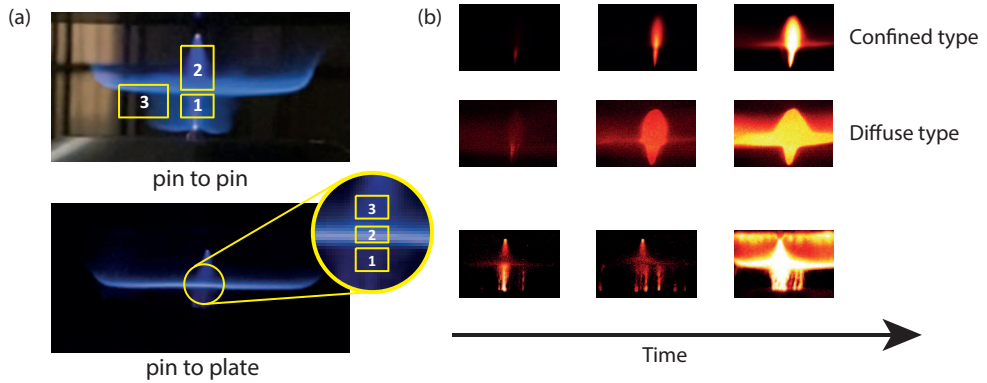 (a)
2
3
1
pin to pin
3
2
1
pin to plate
(b)
Confined type
Diffuse type
Time